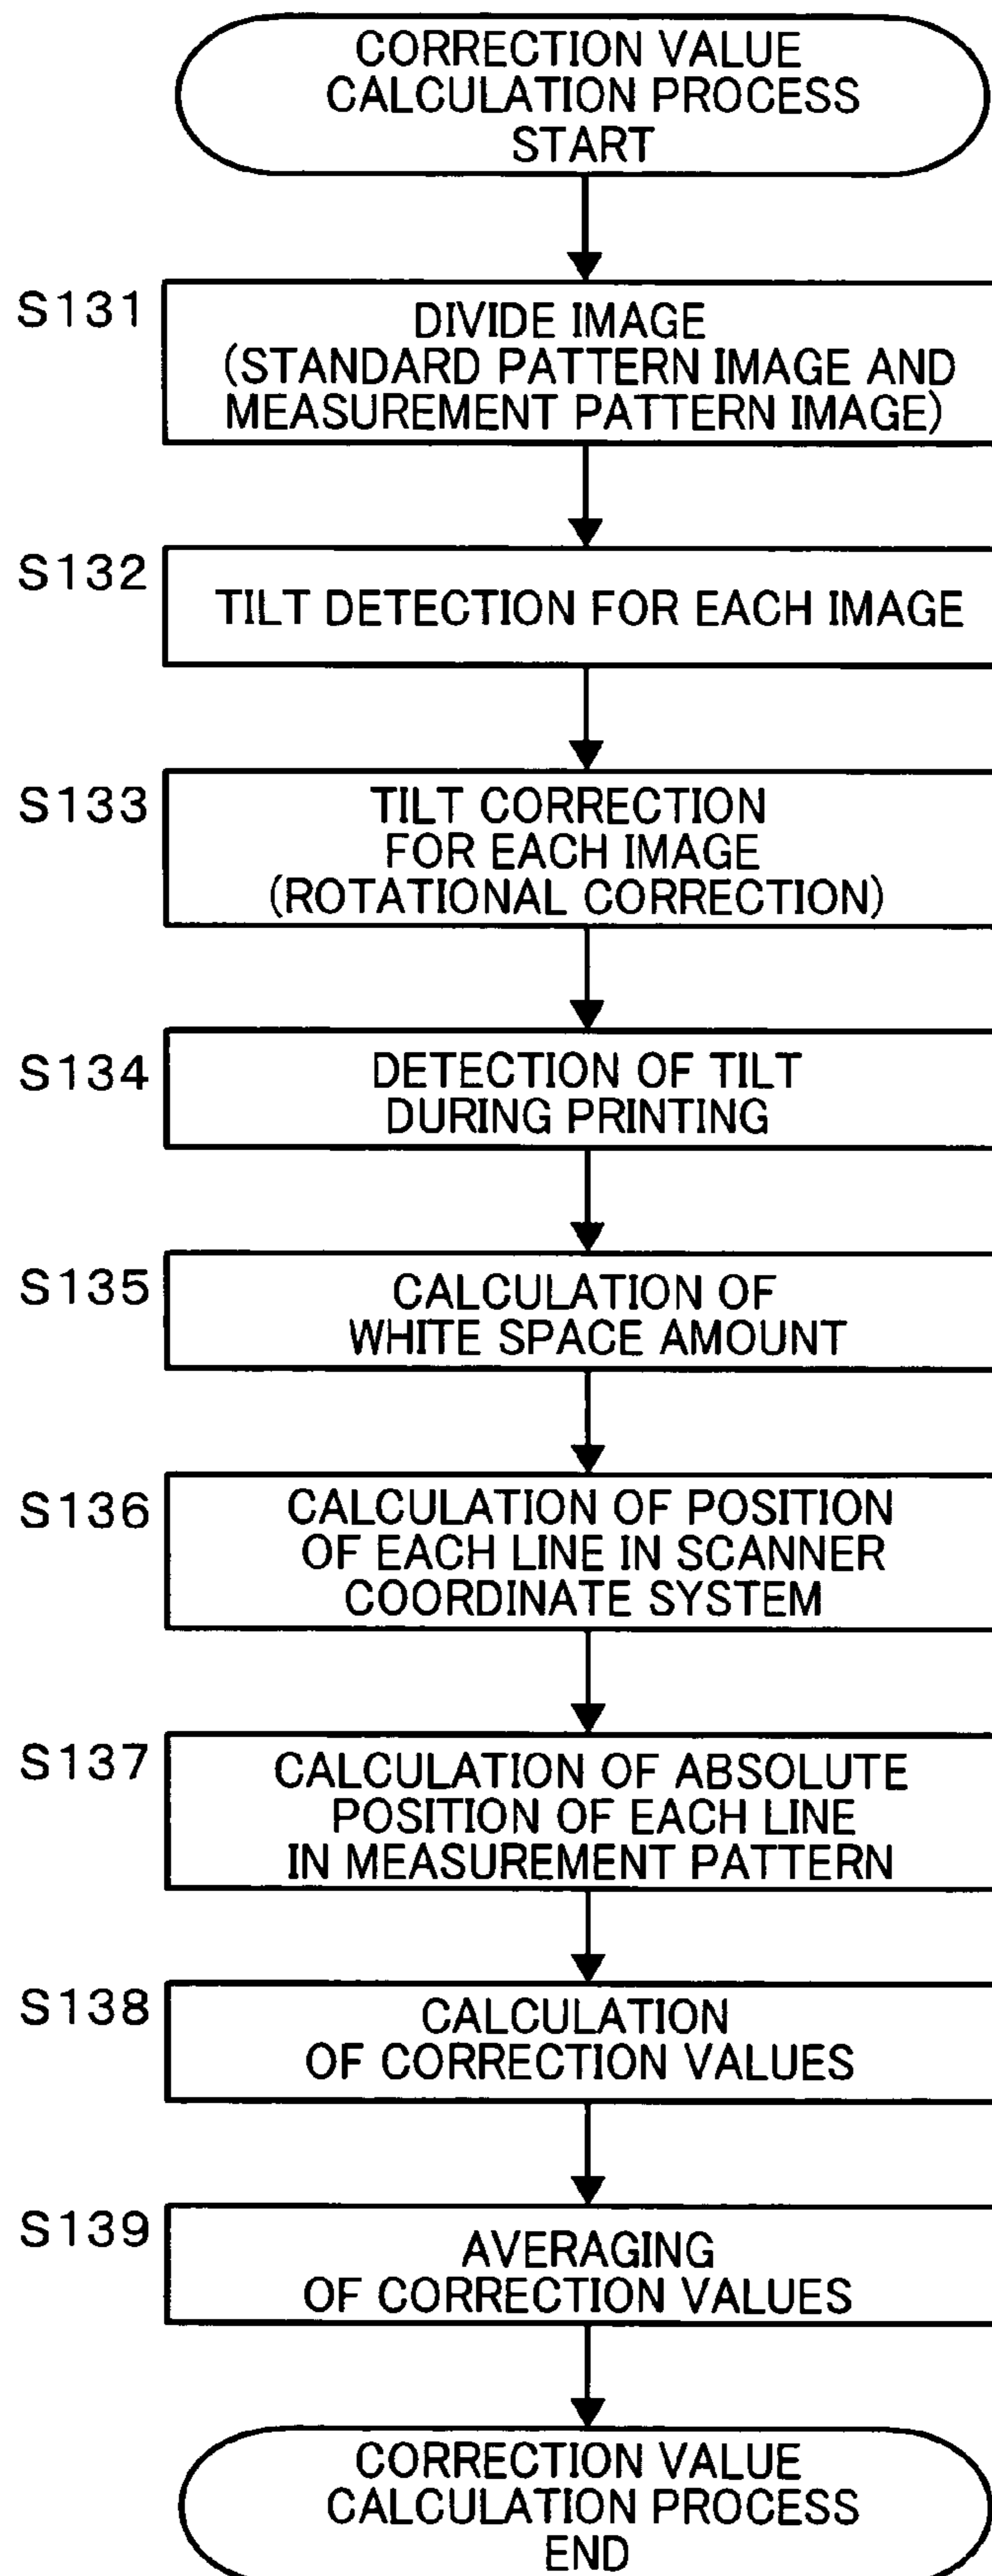 CORRECTION VALUE
CALCULATION PROCESS
START
S131
DIVIDE IMAGE
(STANDARD PATTERN IMAGE AND
MEASUREMENT PATTERN IMAGE)
S132
TILT DETECTION FOR EACH IMAGE
S133
TILT CORRECTION
FOR EACH IMAGE
(ROTATIONAL CORRECTION)
S134
DETECTION OF TILT
DURING PRINTING
S135
CALCULATION OF
WHITE SPACE AMOUNT
S136
CALCULATION OF POSITION
OF EACH LINE IN SCANNER
COORDINATE SYSTEM
S137
CALCULATION OF ABSOLUTE
POSITION OF EACH LINE
IN MEASUREMENT PATTERN
S138
CALCULATION
OF CORRECTION VALUES
S139
AVERAGING
OF CORRECTION VALUES
CORRECTION VALUE
CALCULATION PROCESS
END